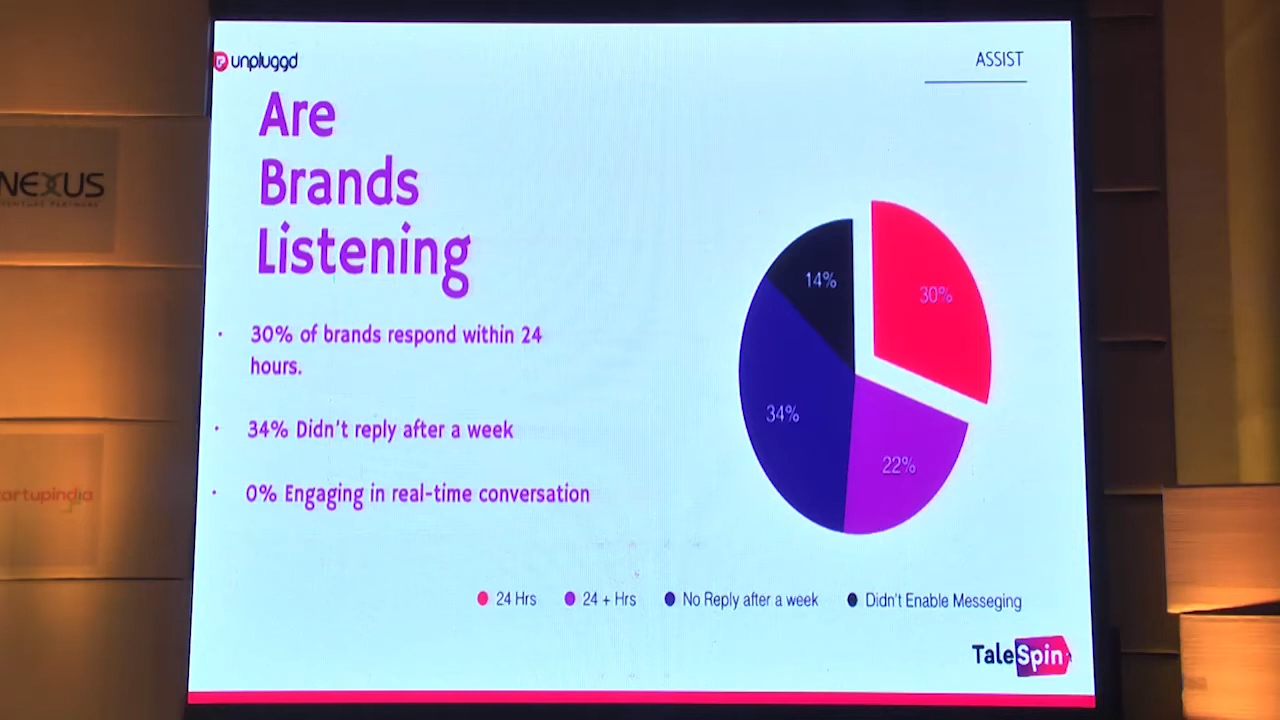 unpluggd
ASSIST
Are
Brands
Listening
· 30% of brands respond within 24
hours.
· 34% Didn't reply after a week
· 0% Engaging in real-time conversation
14%
30%
34%
22%
24 Hrs
24 + Hrs
No Reply after a week
Didn't Enable Messeging
TaleSpin
NEXUS
VENTURE PARTNERS
artupindia